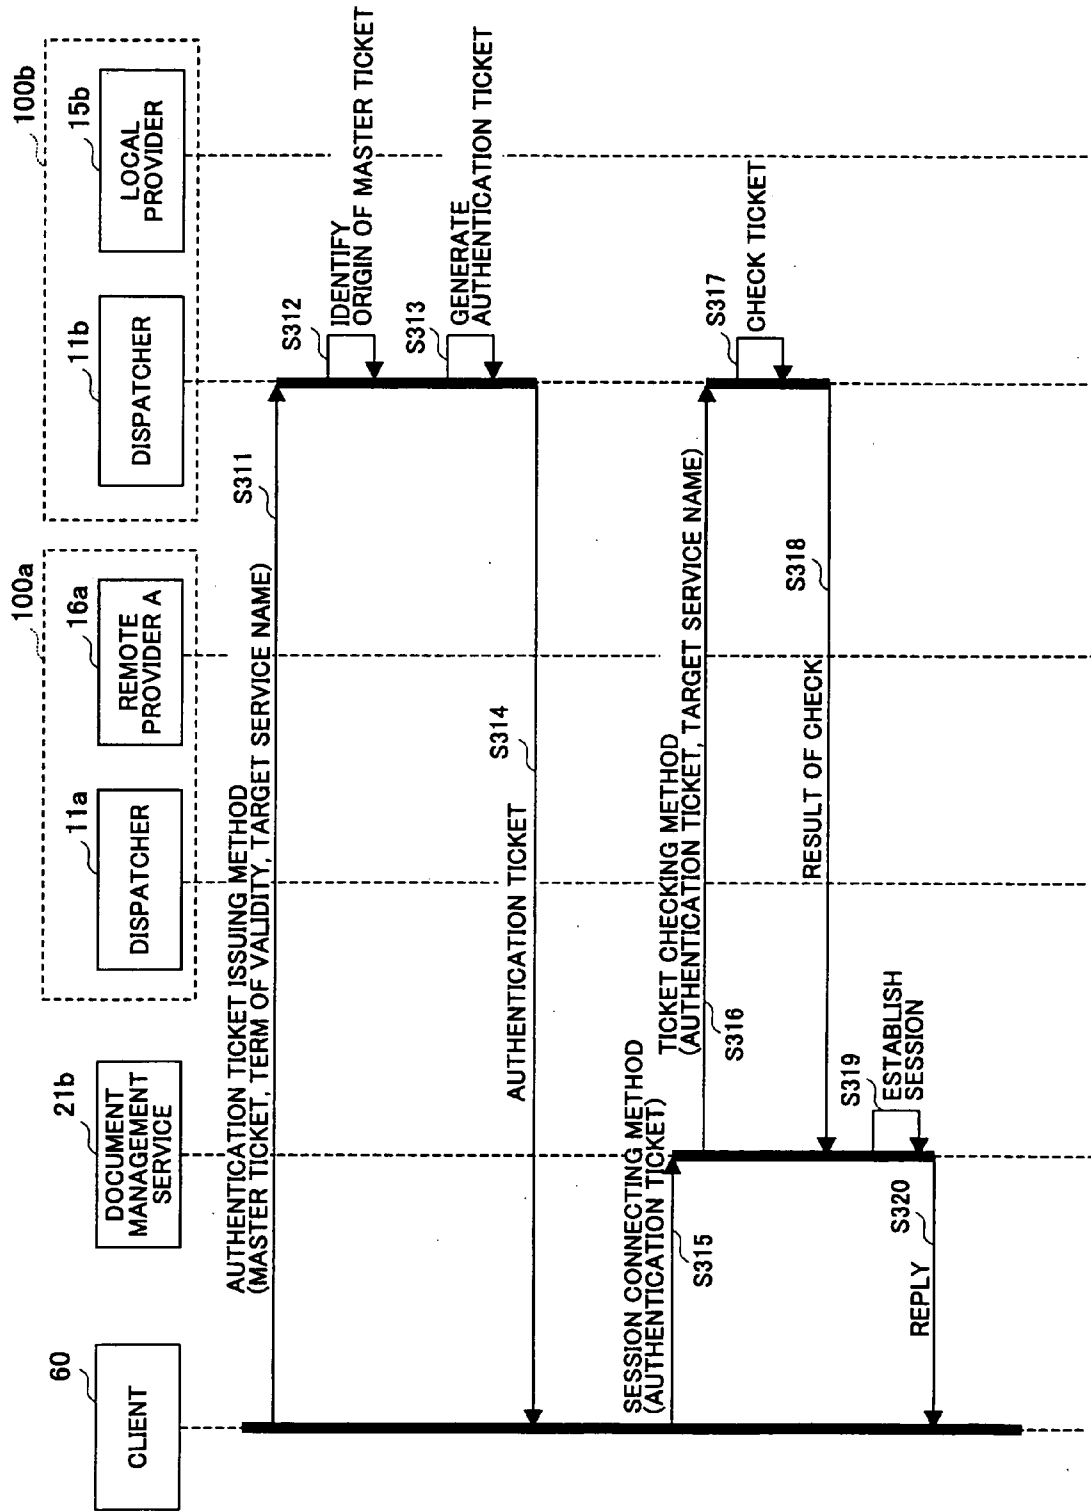 60
CLIENT
21b
DOCUMENT
MANAGEMENT
SERVICE
100a
11a
DISPATCHER
16a
REMOTE
PROVIDER A
100b
11b
DISPATCHER
15b
LOCAL
PROVIDER
AUTHENTICATION TICKET ISSUING METHOD
(MASTER TICKET, TERM OF VALIDITY, TARGET SERVICE NAME)
S311
S312
IDENTIFY
ORIGIN OF MASTER TICKET
S313
GENERATE
AUTHENTICATION TICKET
AUTHENTICATION TICKET
S314
SESSION CONNECTING METHOD
(AUTHENTICATION TICKET)
S315
TICKET CHECKING METHOD
(AUTHENTICATION TICKET, TARGET SERVICE NAME)
S316
S317
CHECK TICKET
RESULT OF CHECK
S318
S319
ESTABLISH
SESSION
REPLY
S320